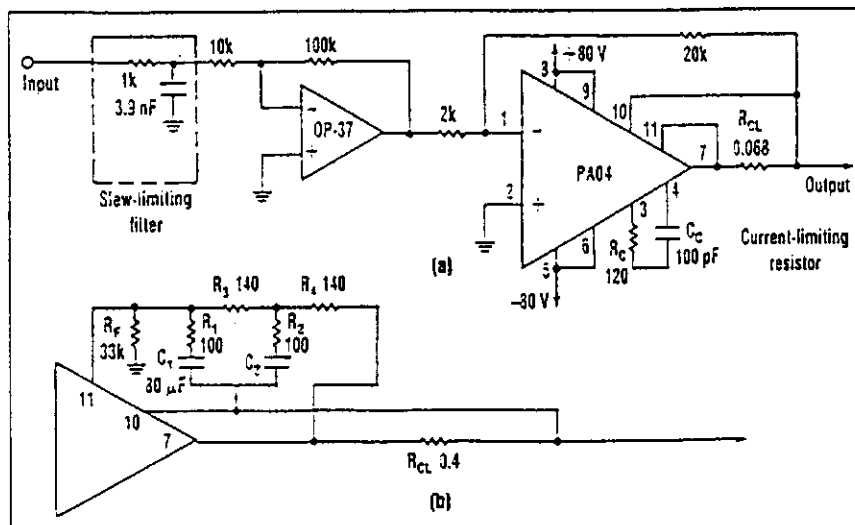 Input
1k
3.9 nF
Slew-limiting
filter
10k
100k
−
+
OP-37
2k
20k
+80 V
8
9
10
11
1
−
PA04
7
R_CL
0.068
Output
2
+
3
4
6
5
R_C
120
C_C
100 pF
Current-limiting
resistor
−80 V
(a)
R_3 140
R_4 140
R_F
33k
R_1
100
R_2
100
C_1
80 μF
C_2
11
10
7
R_CL 0.4
(b)